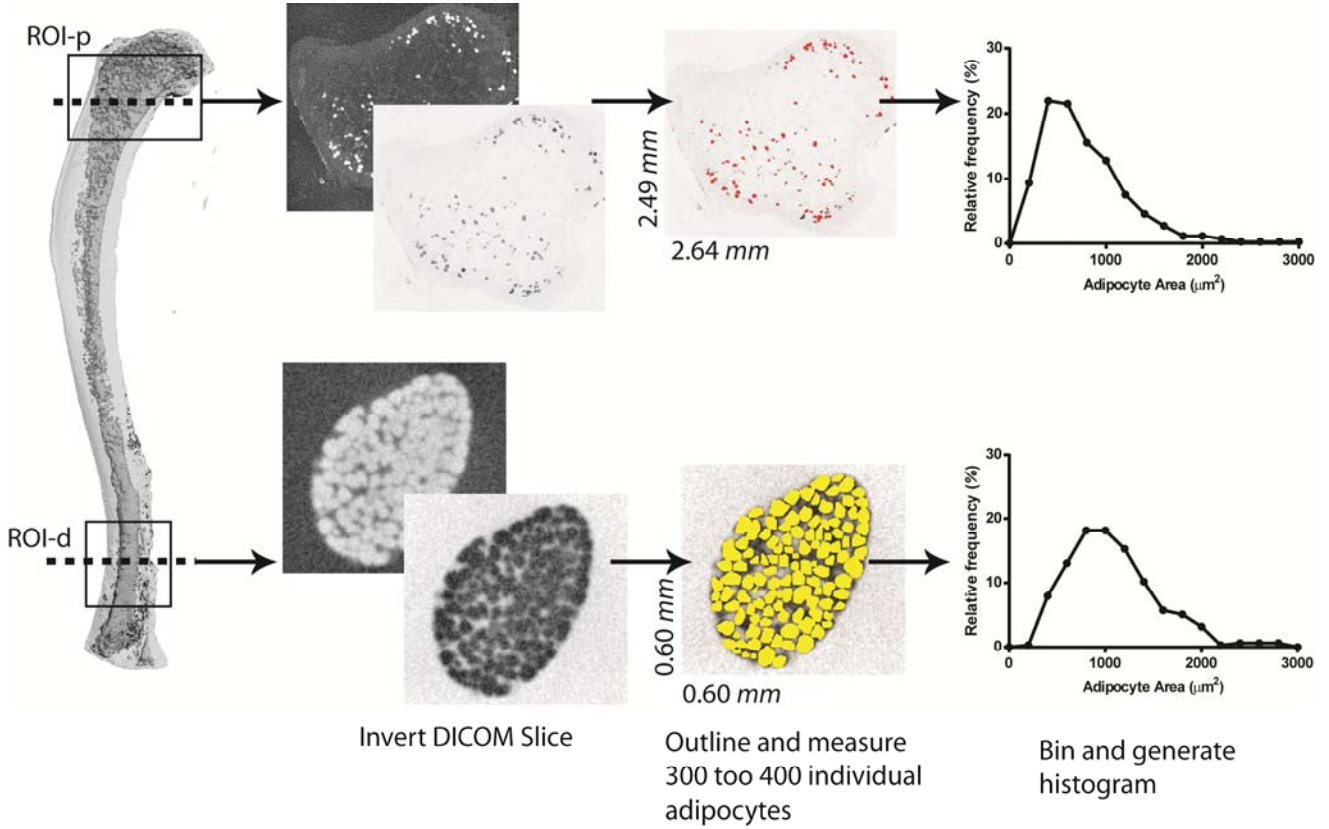 ROI-p
2.49 mm
2.64 mm
Relative frequency (%)
30
20
10
0
0 1000 2000 3000
Adipocyte Area (μm²)
ROI-d
0.60 mm
0.60 mm
Relative frequency (%)
30
20
10
0
0 1000 2000 3000
Adipocyte Area (μm²)
Invert DICOM Slice
Outline and measure
300 too 400 individual
adipocytes
Bin and generate
histogram